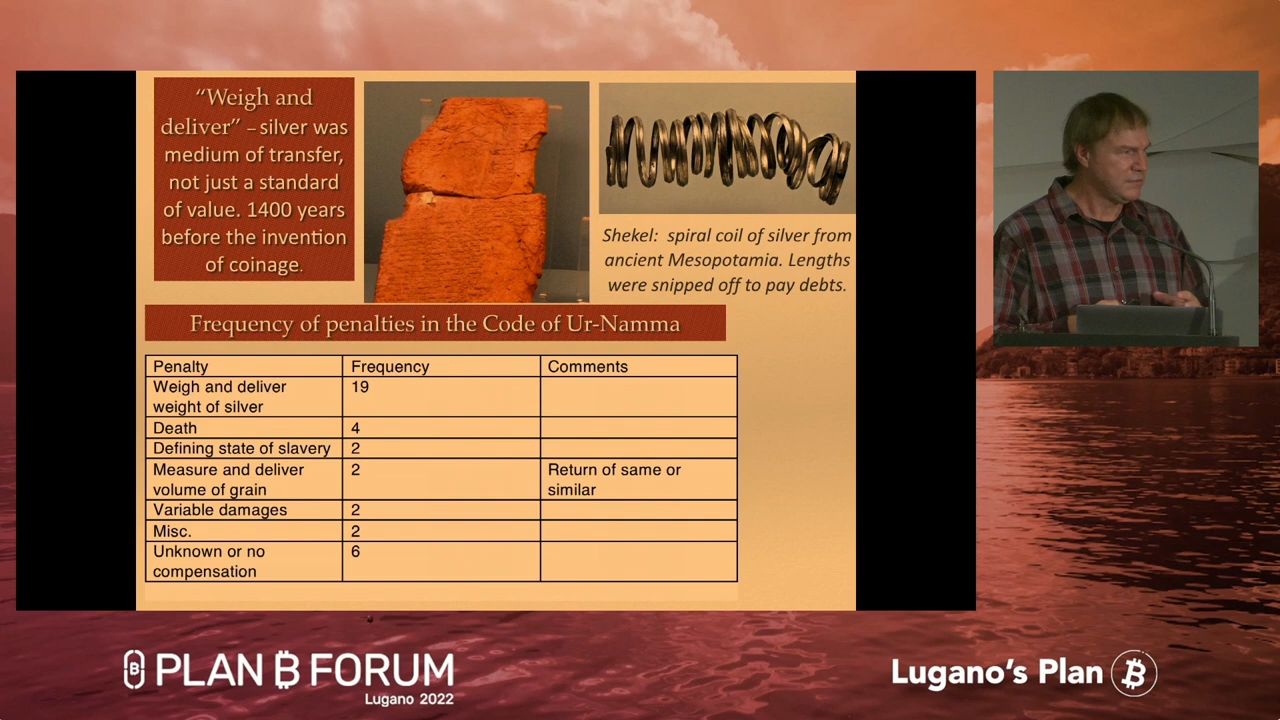 “Weigh and
deliver” – silver was
medium of transfer,
not just a standard
of value. 1400 years
before the invention
of coinage.
Shekel: spiral coil of silver from
ancient Mesopotamia. Lengths
were snipped off to pay debts.
Frequency of penalties in the Code of Ur-Namma
Penalty Frequency Comments
Weigh and deliver weight of silver 19
Death 4
Defining state of slavery 2
Measure and deliver volume of grain 2 Return of same or similar
Variable damages 2
Misc. 2
Unknown or no compensation 6
PLAN ₿ FORUM
Lugano 2022
Lugano’s Plan ₿